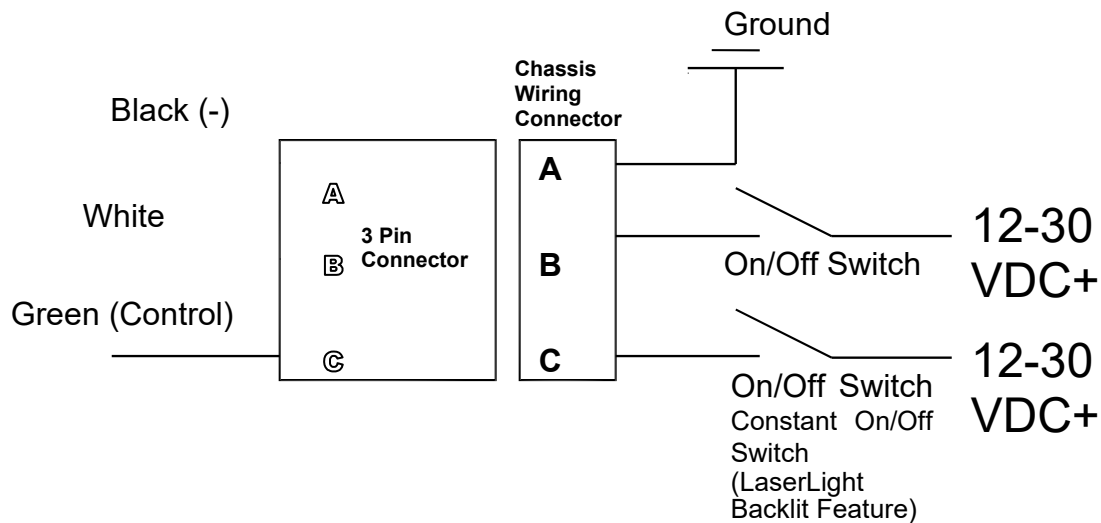 Ground
Chassis
Wiring
Connector
Black (-)
A
A
White
3 Pin
Connector
B
B
On/Off Switch
12-30
VDC+
Green (Control)
C
C
On/Off Switch
Constant On/Off
Switch
(LaserLight
Backlit Feature)
12-30
VDC+